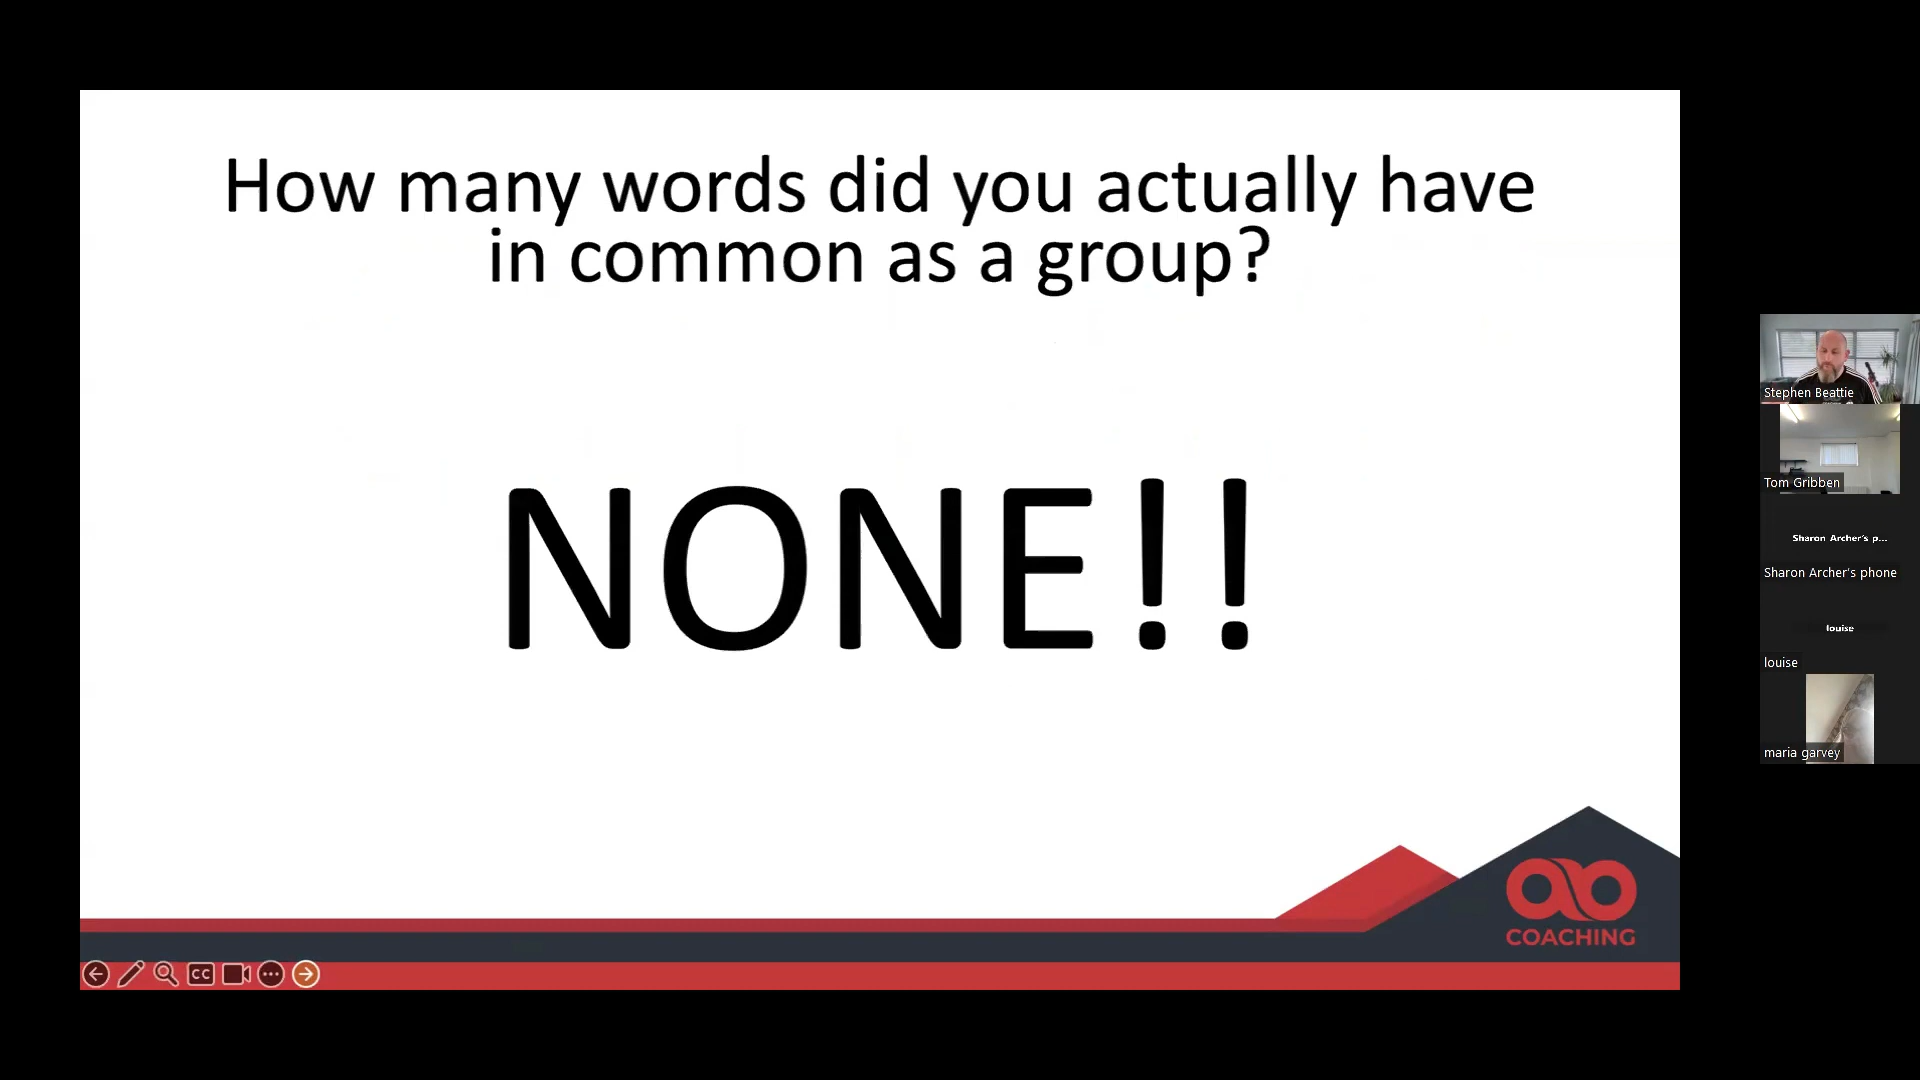 How many words did you actually have
in common as a group?
NONE!!
COACHING
CC
Stephen Beattie
Tom Gribben
Sharon Archer's p...
Sharon Archer's phone
louise
louise
maria garvey